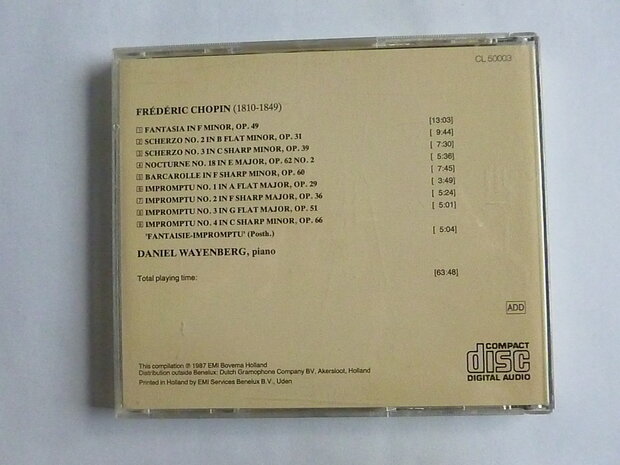 CL 50003
FRÉDÉRIC CHOPIN (1810-1849)
1 FANTASIA IN F MINOR, OP. 49 [13:03]
2 SCHERZO NO. 2 IN B FLAT MINOR, OP. 31 [ 9:44]
3 SCHERZO NO. 3 IN C SHARP MINOR, OP. 39 [ 7:30]
4 NOCTURNE NO. 18 IN E MAJOR, OP. 62 NO. 2 [ 5:36]
5 BARCAROLLE IN F SHARP MINOR, OP. 60 [ 7:45]
6 IMPROMPTU NO. 1 IN A FLAT MAJOR, OP. 29 [ 3:49]
7 IMPROMPTU NO. 2 IN F SHARP MAJOR, OP. 36 [ 5:24]
8 IMPROMPTU NO. 3 IN G FLAT MAJOR, OP. 51 [ 5:01]
9 IMPROMPTU NO. 4 IN C SHARP MINOR, OP. 66
'FANTAISIE-IMPROMPTU' (Posth.) [ 5:04]
DANIEL WAYENBERG, piano
Total playing time: [63:48]
ADD
COMPACT
disc
DIGITAL AUDIO
This compilation ℗ 1987 EMI Bovema Holland
Distribution outside Benelux: Dutch Gramophone Company BV, Akersloot, Holland
Printed in Holland by EMI Services Benelux B.V., Uden